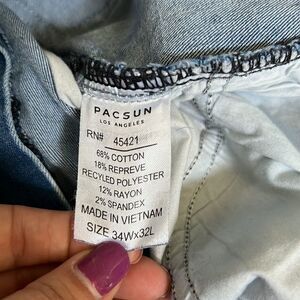 PACSUN
LOS ANGELES
RN# 45421
68% COTTON
18% REPREVE
RECYLED POLYESTER
12% RAYON
2% SPANDEX
MADE IN VIETNAM
SIZE 34Wx32L